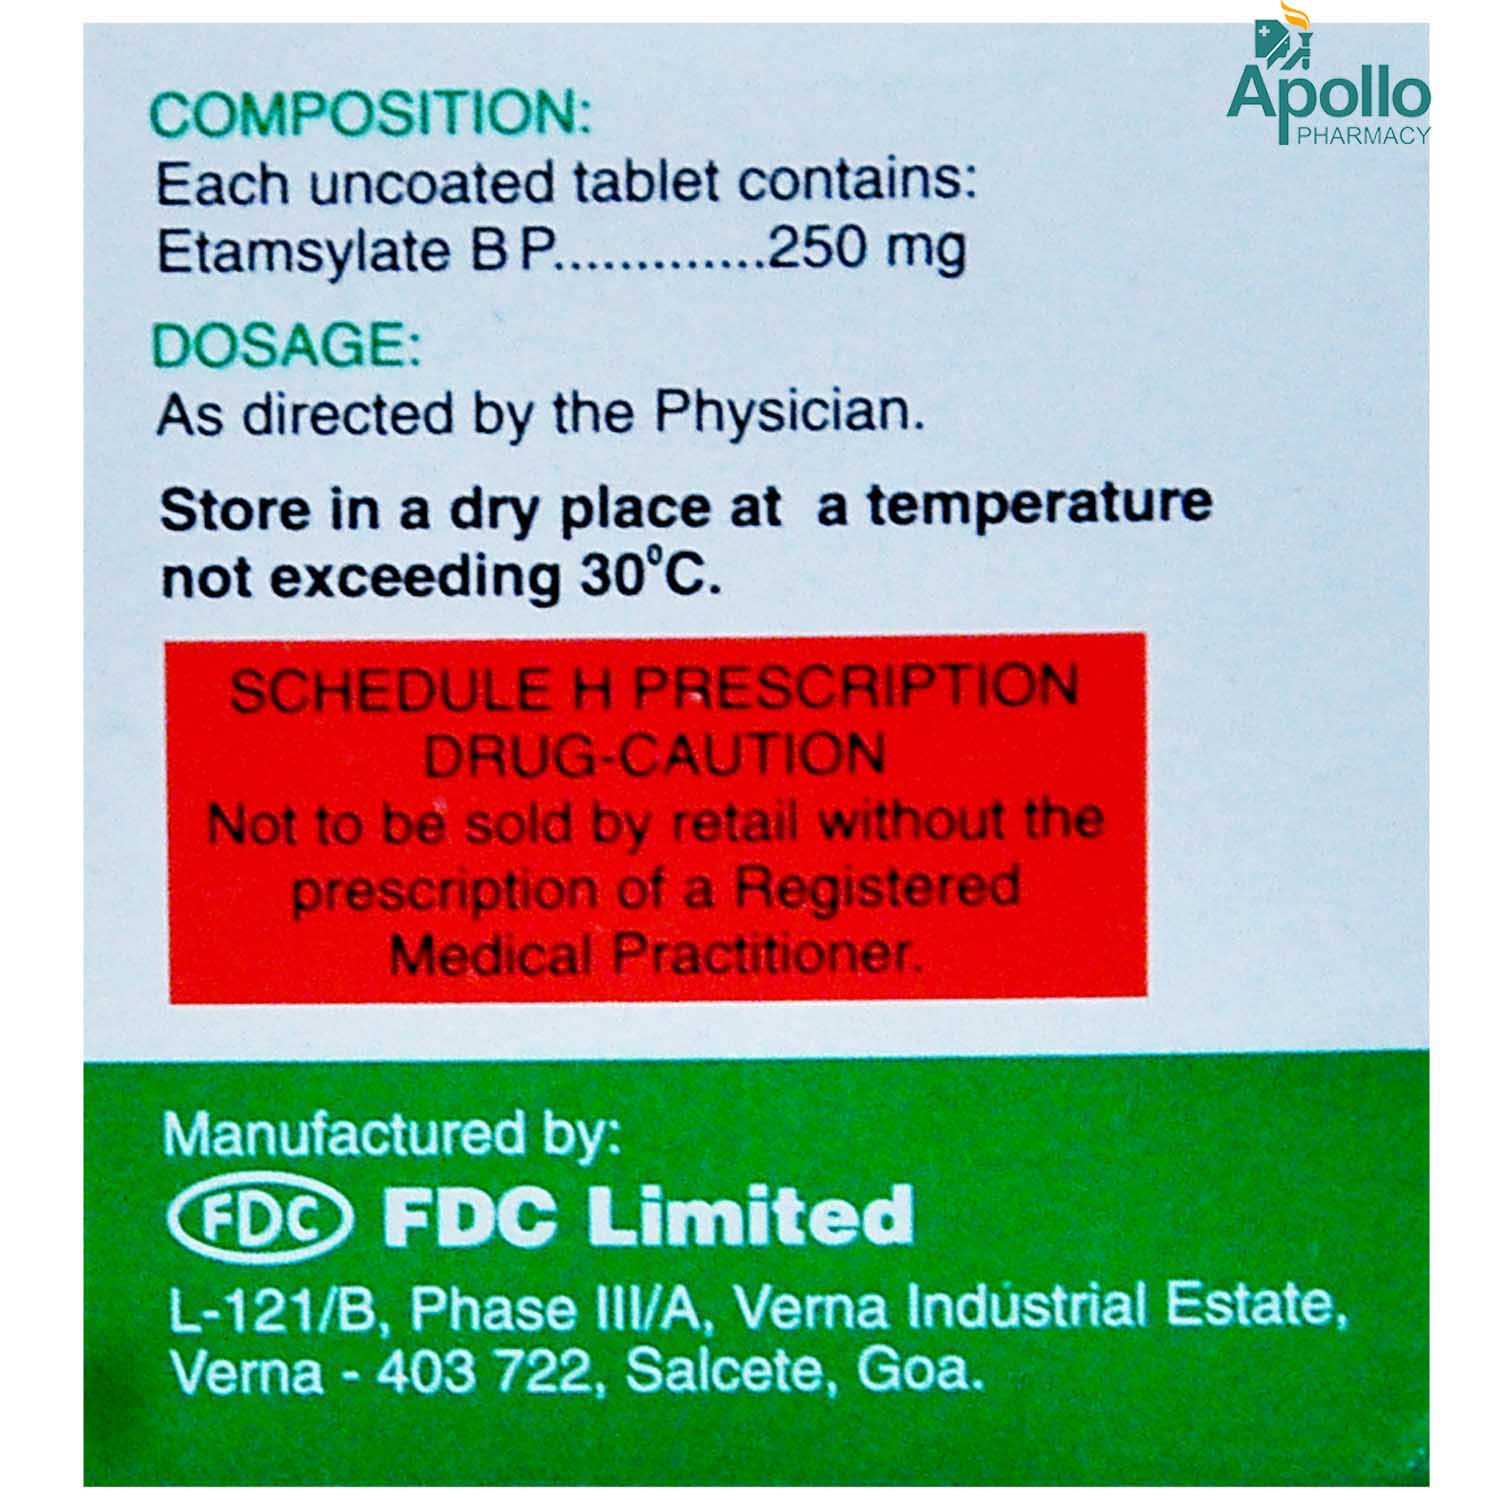 Apollo
PHARMACY
COMPOSITION:
Each uncoated tablet contains:
Etamsylate B P.............250 mg
DOSAGE:
As directed by the Physician.
Store in a dry place at a temperature
not exceeding 30⁰C.
SCHEDULE H PRESCRIPTION
DRUG-CAUTION
Not to be sold by retail without the
prescription of a Registered
Medical Practitioner.
Manufactured by:
FDC FDC Limited
L-121/B, Phase III/A, Verna Industrial Estate,
Verna - 403 722, Salcete, Goa.